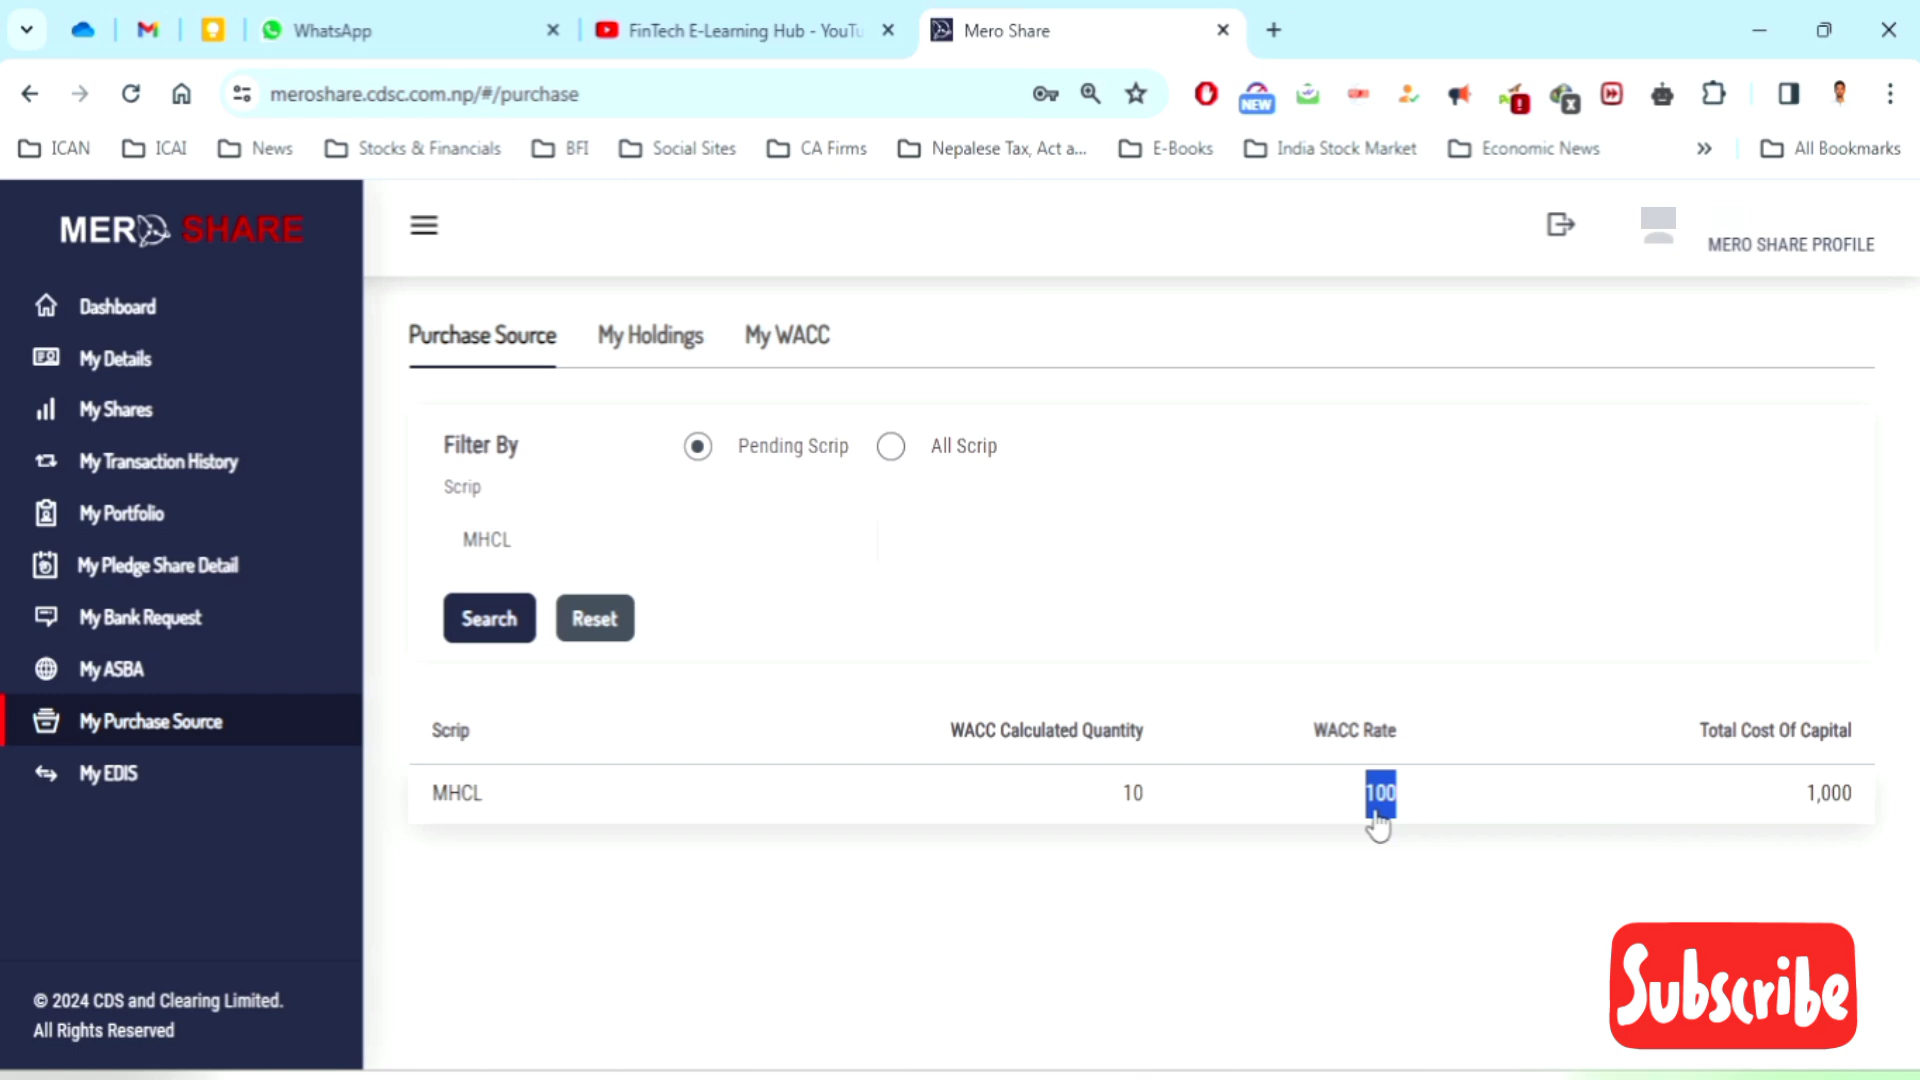 WhatsApp
FinTech E-Learning Hub - YouTu
Mero Share
meroshare.cdsc.com.np/#/purchase
NEW
ICAN
ICAI
News
Stocks & Financials
BFI
Social Sites
CA Firms
Nepalese Tax, Act a...
E-Books
India Stock Market
Economic News
All Bookmarks
MERO SHARE
MERO SHARE PROFILE
Dashboard
My Details
My Shares
My Transaction History
My Portfolio
My Pledge Share Detail
My Bank Request
My ASBA
My Purchase Source
My EDIS
© 2024 CDS and Clearing Limited.
All Rights Reserved
Purchase Source My Holdings My WACC
Filter By Pending Scrip All Scrip
Scrip
MHCL
Search Reset
Scrip WACC Calculated Quantity WACC Rate Total Cost Of Capital
MHCL 10 100 1,000
Subscribe